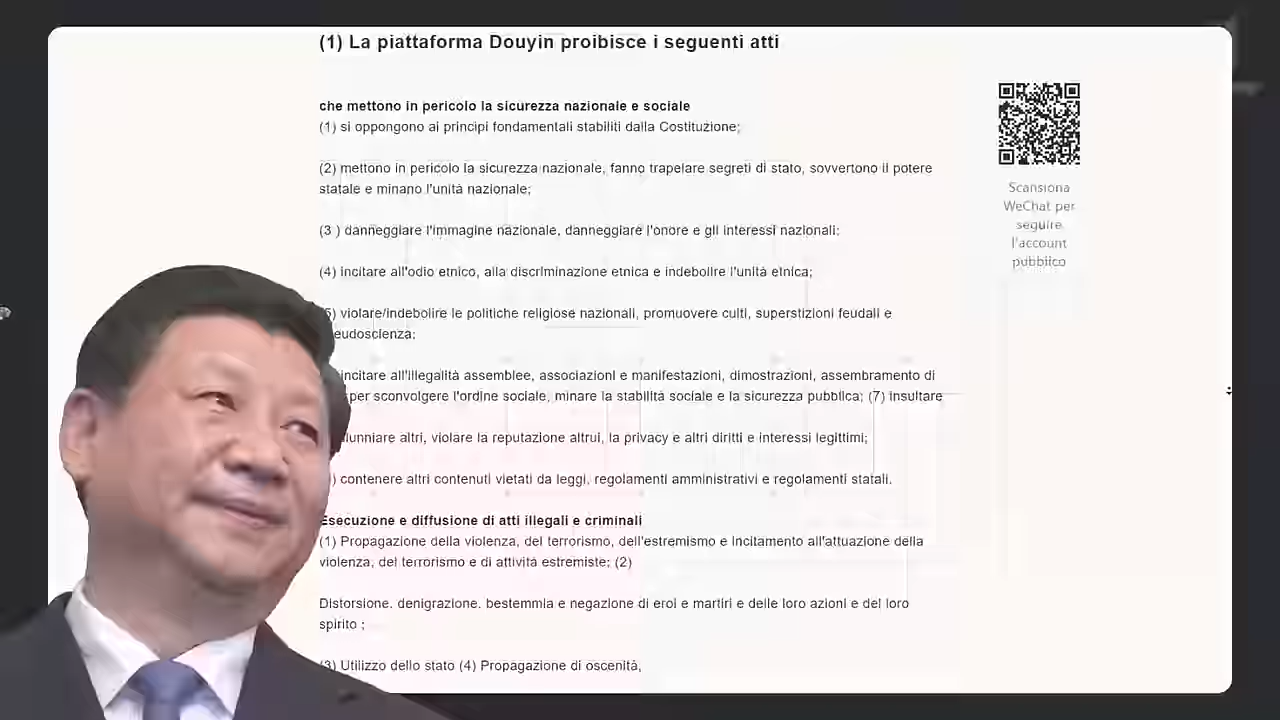 (1) La piattaforma Douyin proibisce i seguenti atti
che mettono in pericolo la sicurezza nazionale e sociale
(1) si oppongono ai principi fondamentali stabiliti dalla Costituzione;
(2) mettono in pericolo la sicurezza nazionale, fanno trapelare segreti di stato, sovvertono il potere
statale e minano l'unità nazionale;
(3 ) danneggiare l'immagine nazionale, danneggiare l'onore e gli interessi nazionali;
(4) incitare all'odio etnico, alla discriminazione etnica e indebolire l'unità etnica;
5) violare/indebolire le politiche religiose nazionali, promuovere culti, superstizioni feudali e
eudoscienza;
incitare all'illegalità assemblee, associazioni e manifestazioni, dimostrazioni, assembramento di
per sconvolgere l'ordine sociale, minare la stabilità sociale e la sicurezza pubblica; (7) insultare
lunniare altri, violare la reputazione altrui, la privacy e altri diritti e interessi legittimi;
) contenere altri contenuti vietati da leggi, regolamenti amministrativi e regolamenti statali.
Esecuzione e diffusione di atti illegali e criminali
(1) Propagazione della violenza, del terrorismo, dell'estremismo e incitamento all'attuazione della
violenza, del terrorismo e di attività estremiste; (2)
Distorsione, denigrazione, bestemmia e negazione di eroi e martiri e delle loro azioni e del loro
spirito ;
(3) Utilizzo dello stato (4) Propagazione di oscenità,
Scansiona
WeChat per
seguire
l'account
pubblico